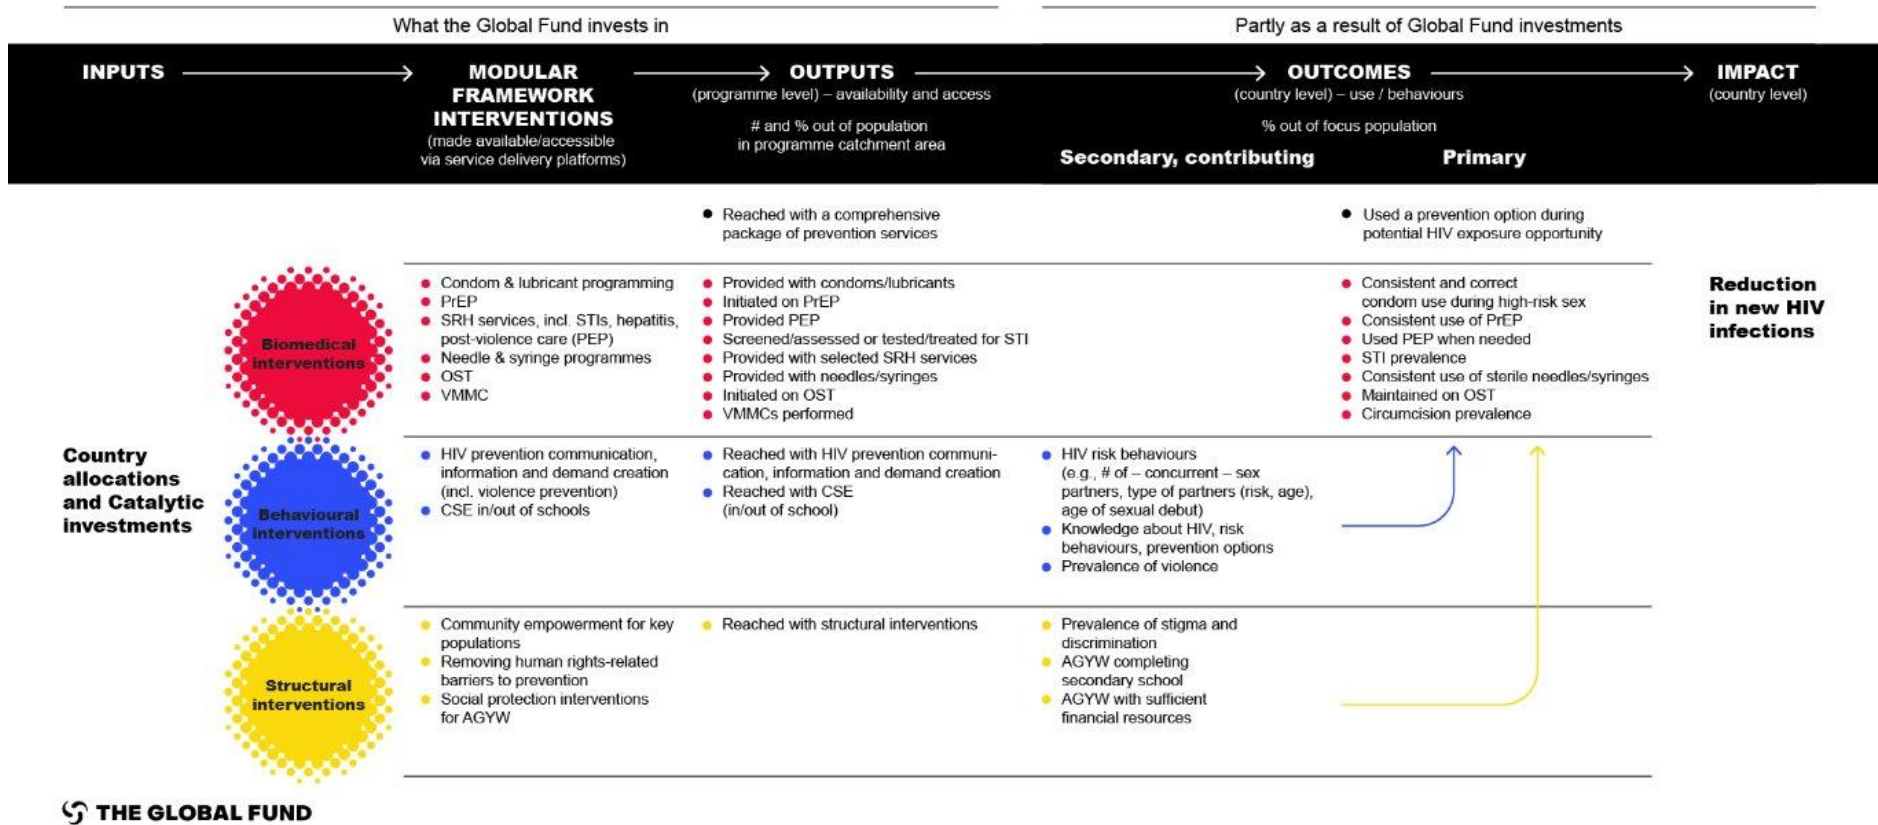 What the Global Fund invests in
Partly as a result of Global Fund investments
INPUTS
MODULAR
FRAMEWORK
INTERVENTIONS
(made available/accessible
via service delivery platforms)
OUTPUTS
(programme level) – availability and access
# and % out of population
in programme catchment area
OUTCOMES
(country level) – use / behaviours
% out of focus population
Secondary, contributing
Primary
IMPACT
(country level)
Reached with a comprehensive
package of prevention services
Used a prevention option during
potential HIV exposure opportunity
Country
allocations
and Catalytic
investments
Biomedical
interventions
Condom & lubricant programming
PrEP
SRH services, incl. STIs, hepatitis,
post-violence care (PEP)
Needle & syringe programmes
OST
VMMC
Provided with condoms/lubricants
Initiated on PrEP
Provided PEP
Screened/assessed or tested/treated for STI
Provided with selected SRH services
Provided with needles/syringes
Initiated on OST
VMMCs performed
Consistent and correct
condom use during high-risk sex
Consistent use of PrEP
Used PEP when needed
STI prevalence
Consistent use of sterile needles/syringes
Maintained on OST
Circumcision prevalence
Reduction
in new HIV
infections
Behavioural
interventions
HIV prevention communication,
information and demand creation
(incl. violence prevention)
CSE in/out of schools
Reached with HIV prevention communi-
cation, information and demand creation
Reached with CSE
(in/out of school)
HIV risk behaviours
(e.g., # of – concurrent – sex
partners, type of partners (risk, age),
age of sexual debut)
Knowledge about HIV, risk
behaviours, prevention options
Prevalence of violence
Structural
interventions
Community empowerment for key
populations
Removing human rights-related
barriers to prevention
Social protection interventions
for AGYW
Reached with structural interventions
Prevalence of stigma and
discrimination
AGYW completing
secondary school
AGYW with sufficient
financial resources
THE GLOBAL FUND